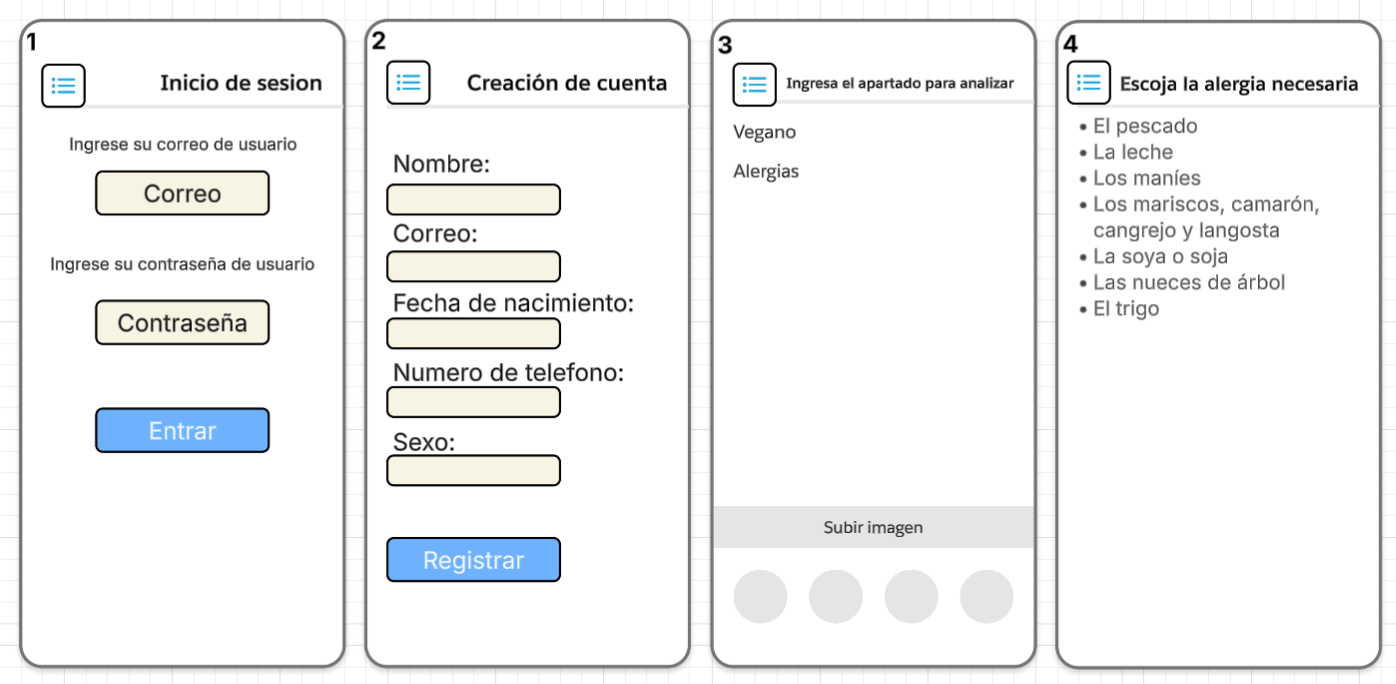 1
Inicio de sesion
Ingrese su correo de usuario
Correo
Ingrese su contraseña de usuario
Contraseña
Entrar
2
Creación de cuenta
Nombre:
Correo:
Fecha de nacimiento:
Numero de telefono:
Sexo:
Registrar
3
Ingresa el apartado para analizar
Vegano
Alergias
Subir imagen
4
Escoja la alergia necesaria
• El pescado
• La leche
• Los maníes
• Los mariscos, camarón,
cangrejo y langosta
• La soya o soja
• Las nueces de árbol
• El trigo